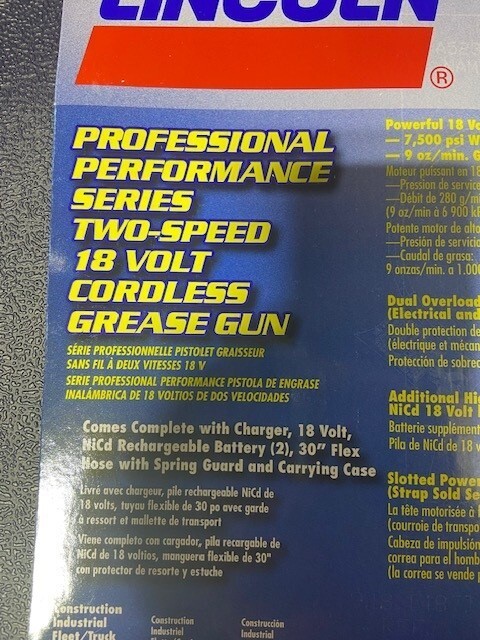 LINCOLN
®
PROFESSIONAL
PERFORMANCE
SERIES
TWO-SPEED
18 VOLT
CORDLESS
GREASE GUN
SÉRIE PROFESSIONNELLE PISTOLET GRAISSEUR
SANS FIL À DEUX VITESSES 18 V
SERIE PROFESSIONAL PERFORMANCE PISTOLA DE ENGRASE
INALÁMBRICA DE 18 VOLTIOS DE DOS VELOCIDADES
Comes Complete with Charger, 18 Volt,
NiCd Rechargeable Battery (2), 30" Flex
Hose with Spring Guard and Carrying Case
Livré avec chargeur, pile rechargeable NiCd de
18 volts, tuyau flexible de 30 po avec garde
à ressort et mallette de transport
Viene completo con cargador, pila recargable de
NiCd de 18 voltios, manguera flexible de 30"
con protector de resorte y estuche
Construction
Industrial
Fleet/Truck
Construction
Industriel
Construcción
Industrial
Powerful 18 Vo
— 7,500 psi W
— 9 oz/min. G
Moteur puissant en 18
—Pression de service
—Débit de 280 g/mi
(9 oz/min à 6 900 k
Potente motor de alto
—Presión de servicio
—Caudal de grasa:
9 onzas/min. a 1.00
Dual Overload
(Electrical and
Double protection de
(électrique et mécan
Protección de sobrec
Additional Hi
NiCd 18 Volt
Batterie supplément
Pila de NiCd de 18 v
Slotted Power
(Strap Sold Se
La tête motorisée à
(courroie de transpo
Cabeza de impulsión
correa para el homb
(la correa se vende